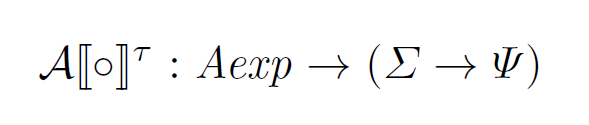 𝒜⟦∘⟧^τ : Aexp → (Σ → Ψ)